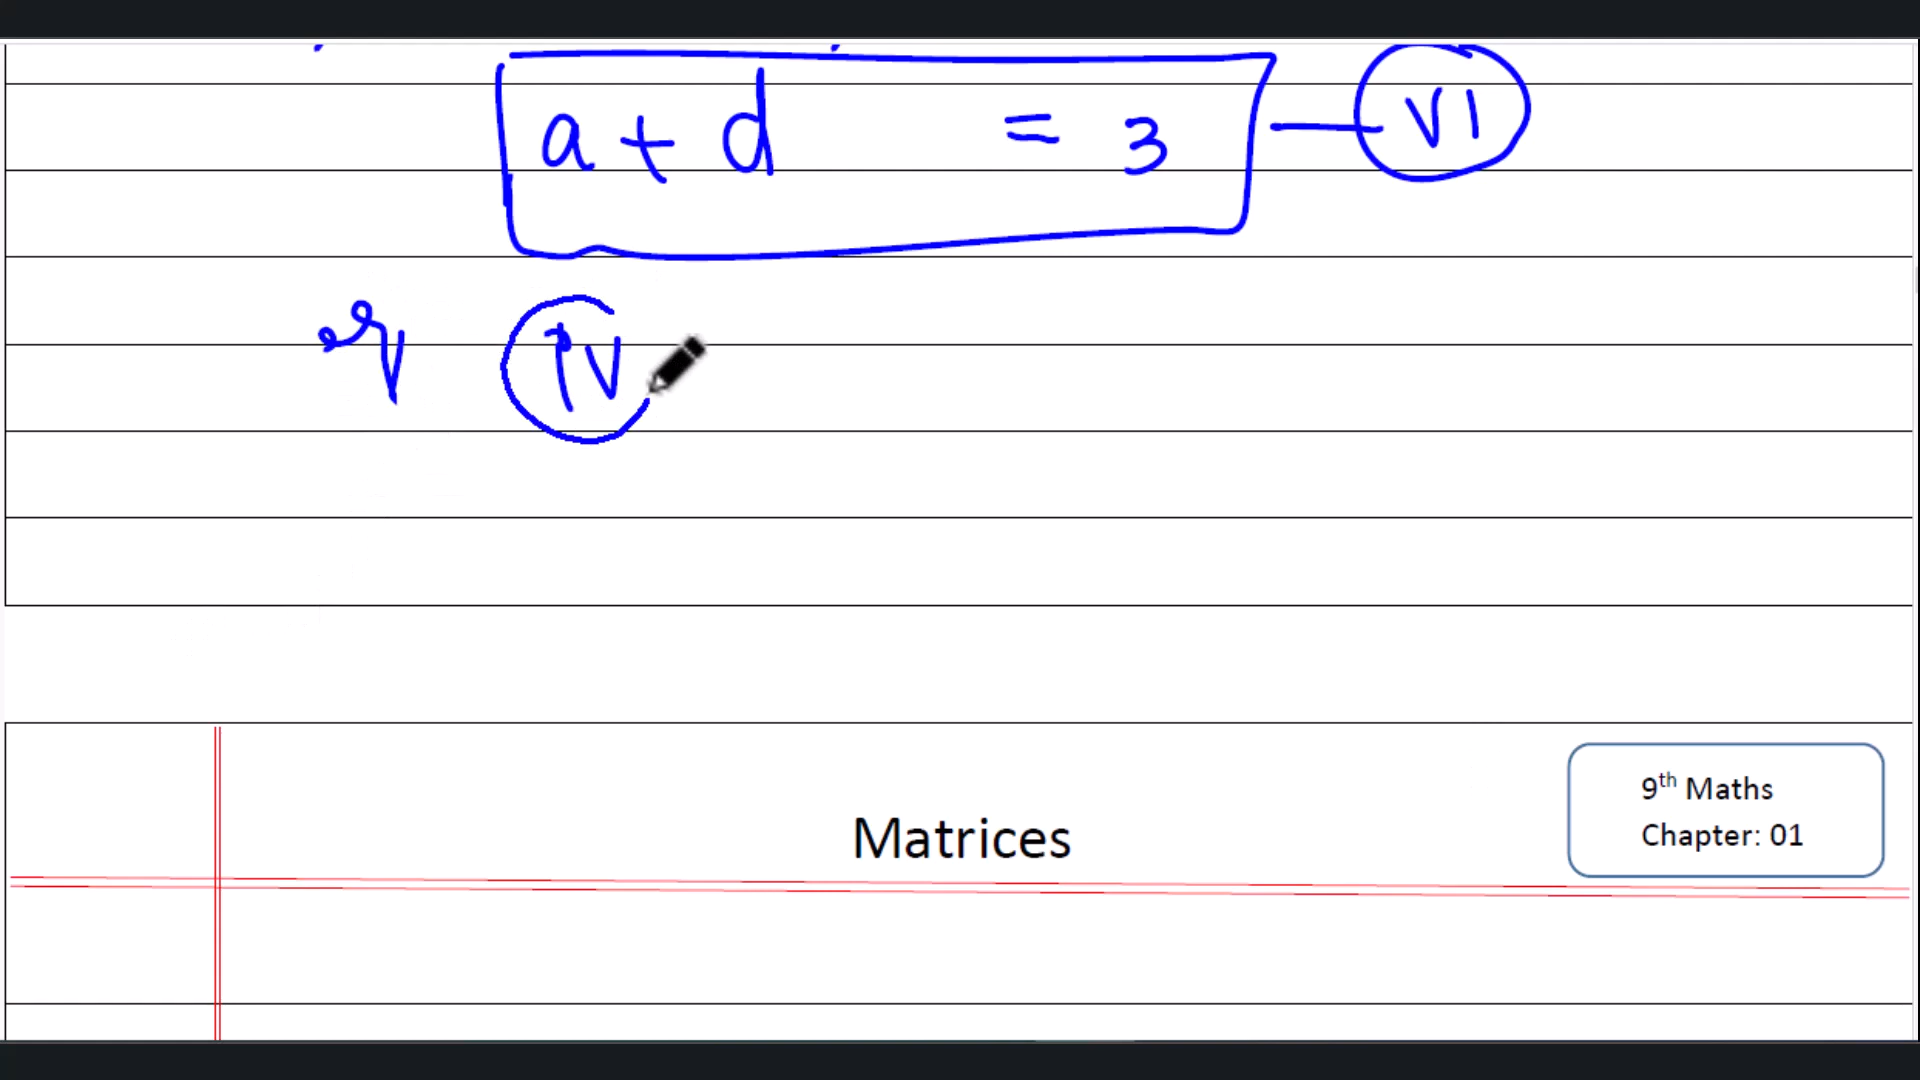 a + d = 3 — VI
IV
Matrices
9th Maths
Chapter: 01